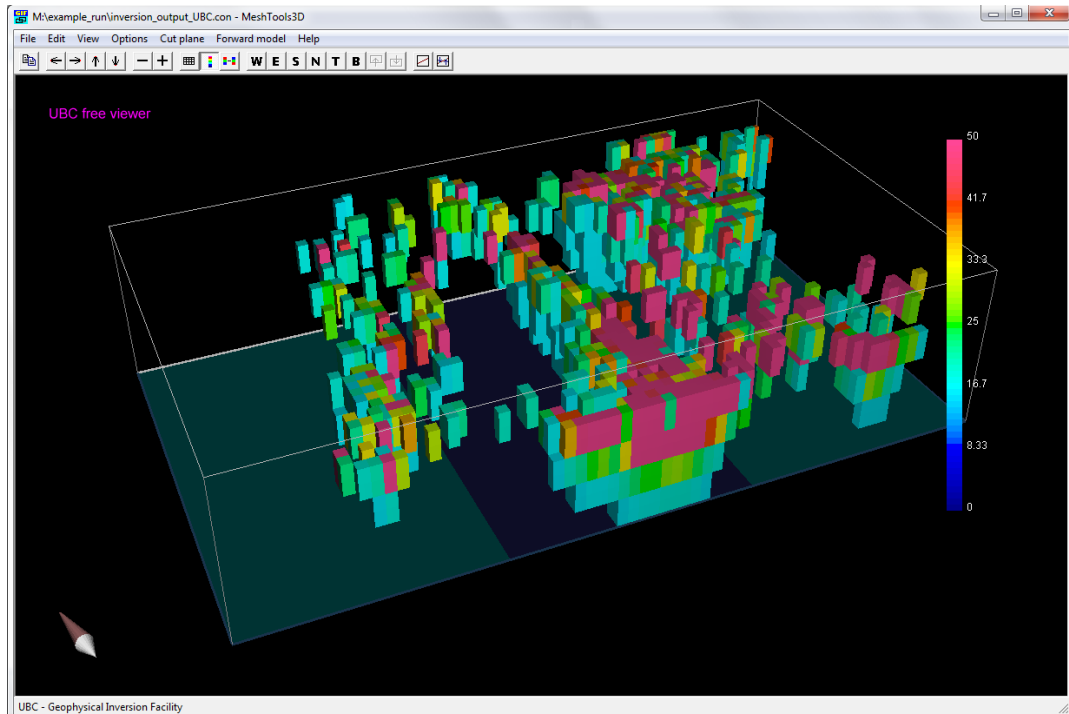 M:\example_run\inversion_output_UBC.con - MeshTools3D
File Edit View Options Cut plane Forward model Help
W E S N T B
UBC free viewer
50
41.7
33.3
25
16.7
8.33
0
UBC - Geophysical Inversion Facility